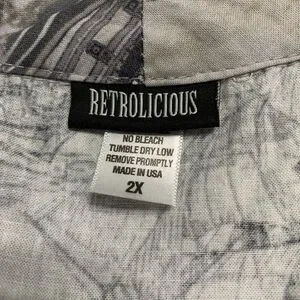 RETROLICIOUS
NO BLEACH
TUMBLE DRY LOW
REMOVE PROMPTLY
MADE IN USA
2X